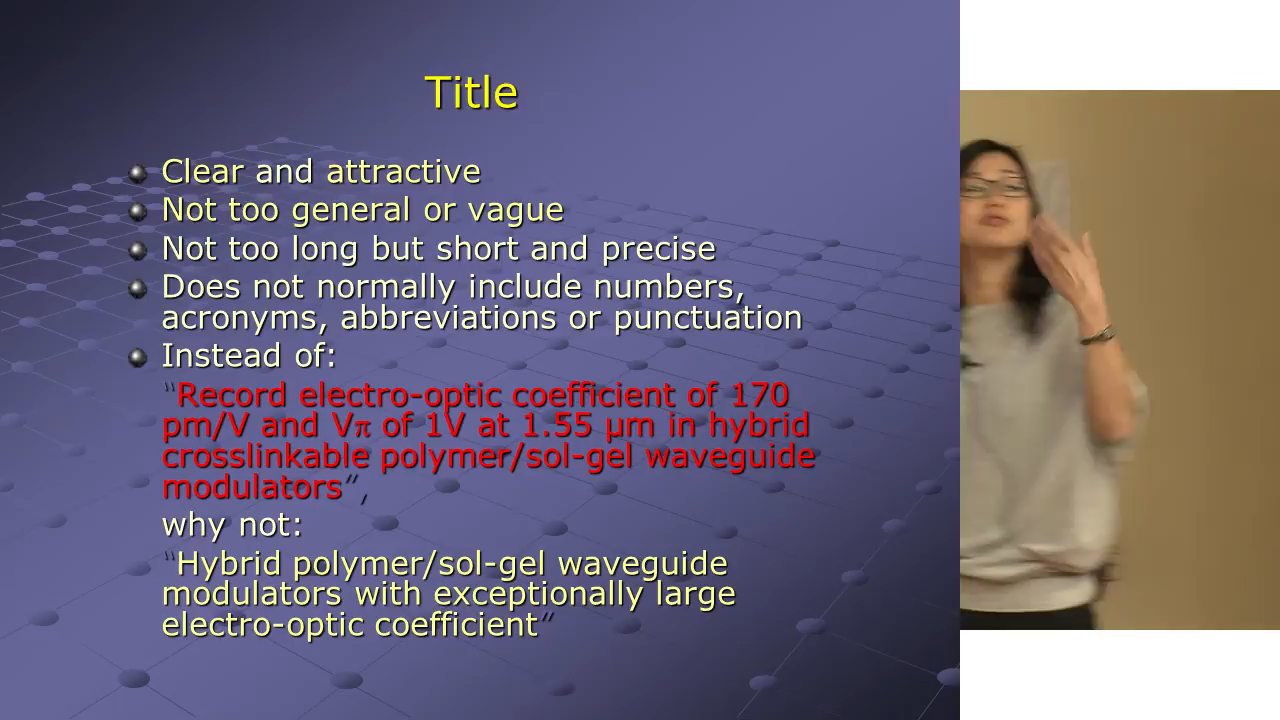 Title
Clear and attractive
Not too general or vague
Not too long but short and precise
Does not normally include numbers,
acronyms, abbreviations or punctuation
Instead of:
“Record electro-optic coefficient of 170
pm/V and Vπ of 1V at 1.55 μm in hybrid
crosslinkable polymer/sol-gel waveguide
modulators”,
why not:
“Hybrid polymer/sol-gel waveguide
modulators with exceptionally large
electro-optic coefficient”